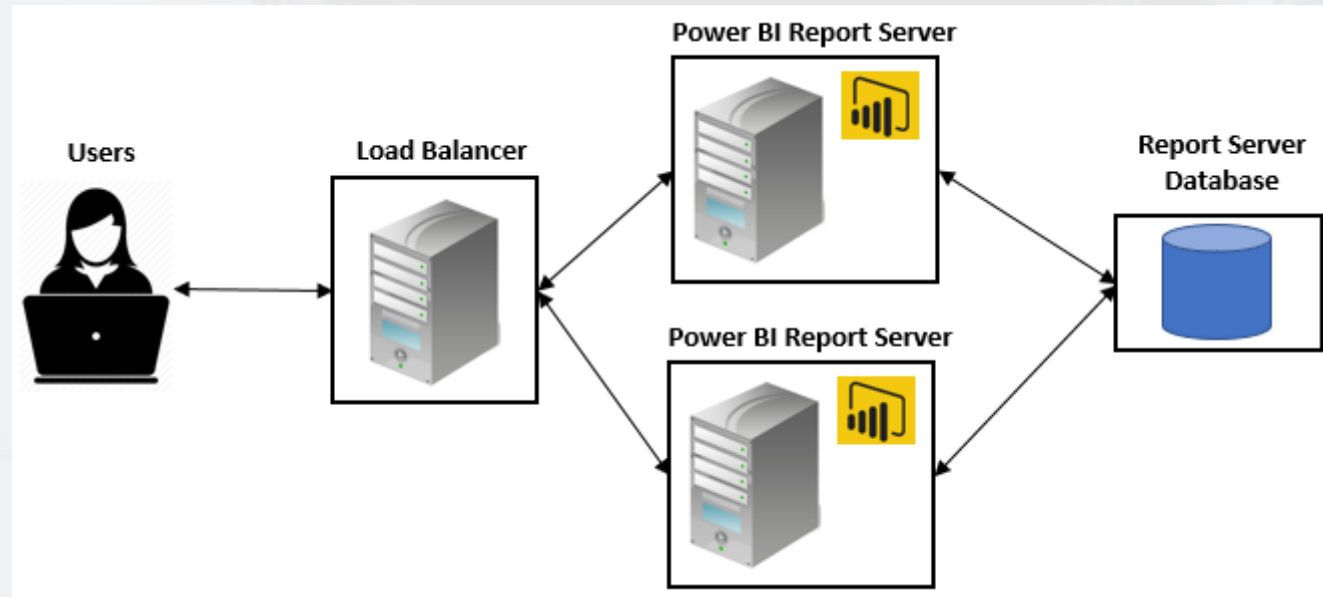 Power BI Report Server
Users
Load Balancer
Report Server
Database
Power BI Report Server